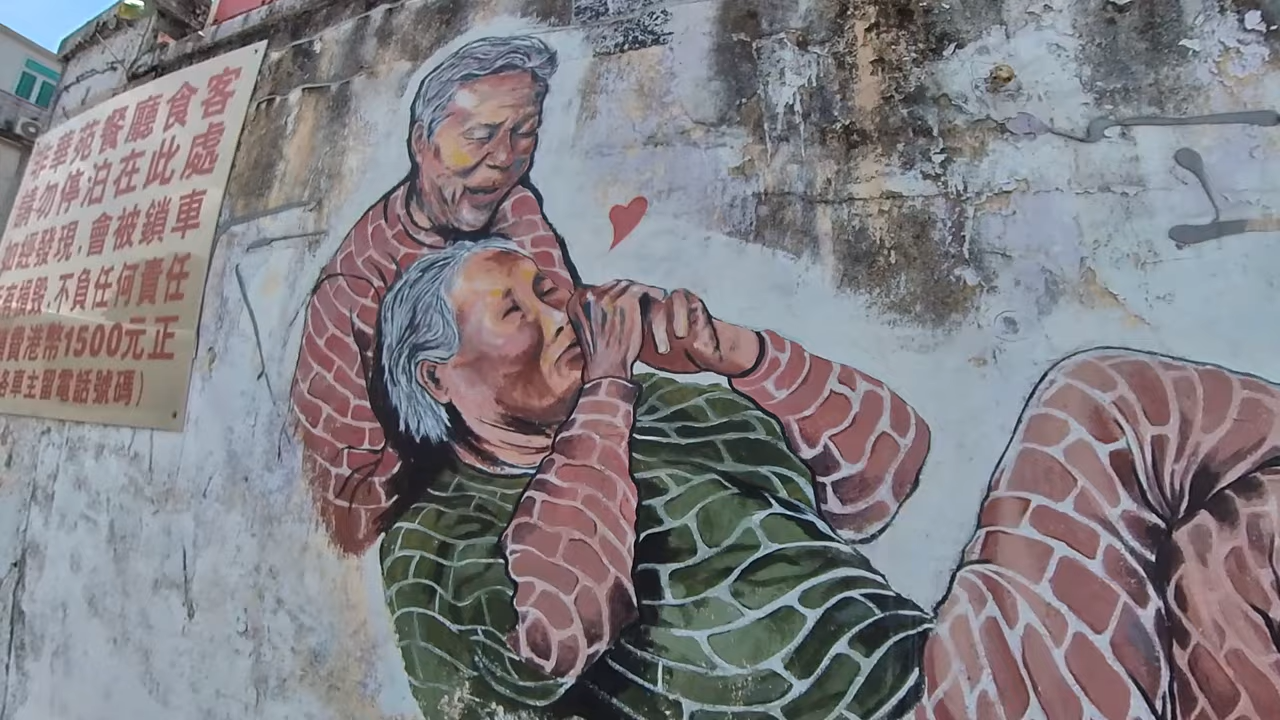 華苑餐廳食客
請勿停泊在此處
如經發現，會被鎖車
損毀，不負任何責任
費港幣1500元正
各車主留電話號碼）